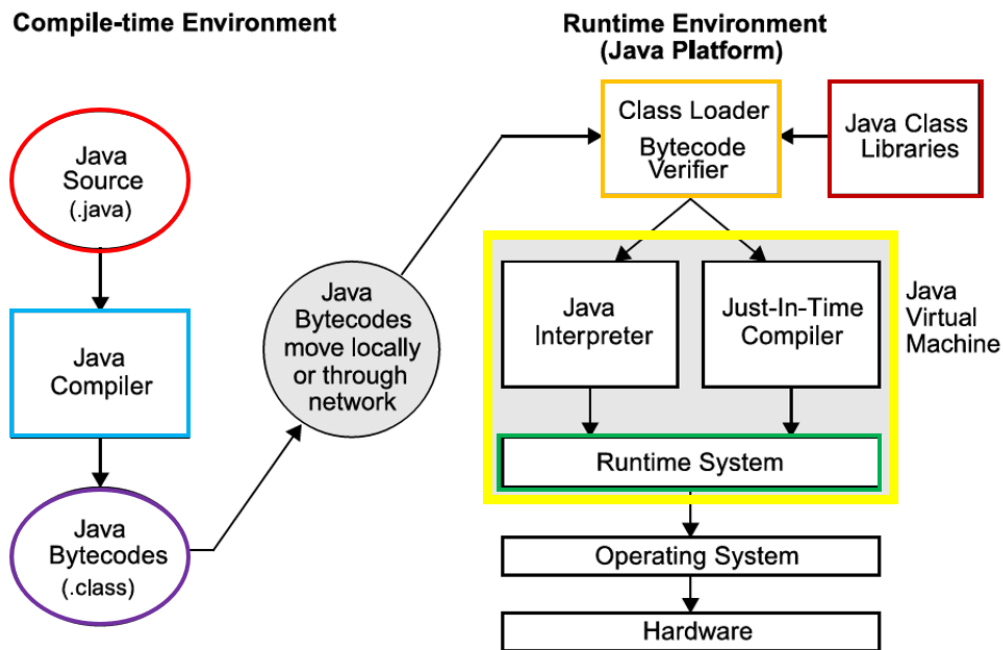 Compile-time Environment
Runtime Environment
(Java Platform)
Java
Source
(.java)
Java
Compiler
Java
Bytecodes
(.class)
Java
Bytecodes
move locally
or through
network
Class Loader
Bytecode
Verifier
Java Class
Libraries
Java
Interpreter
Just-In-Time
Compiler
Java
Virtual
Machine
Runtime System
Operating System
Hardware